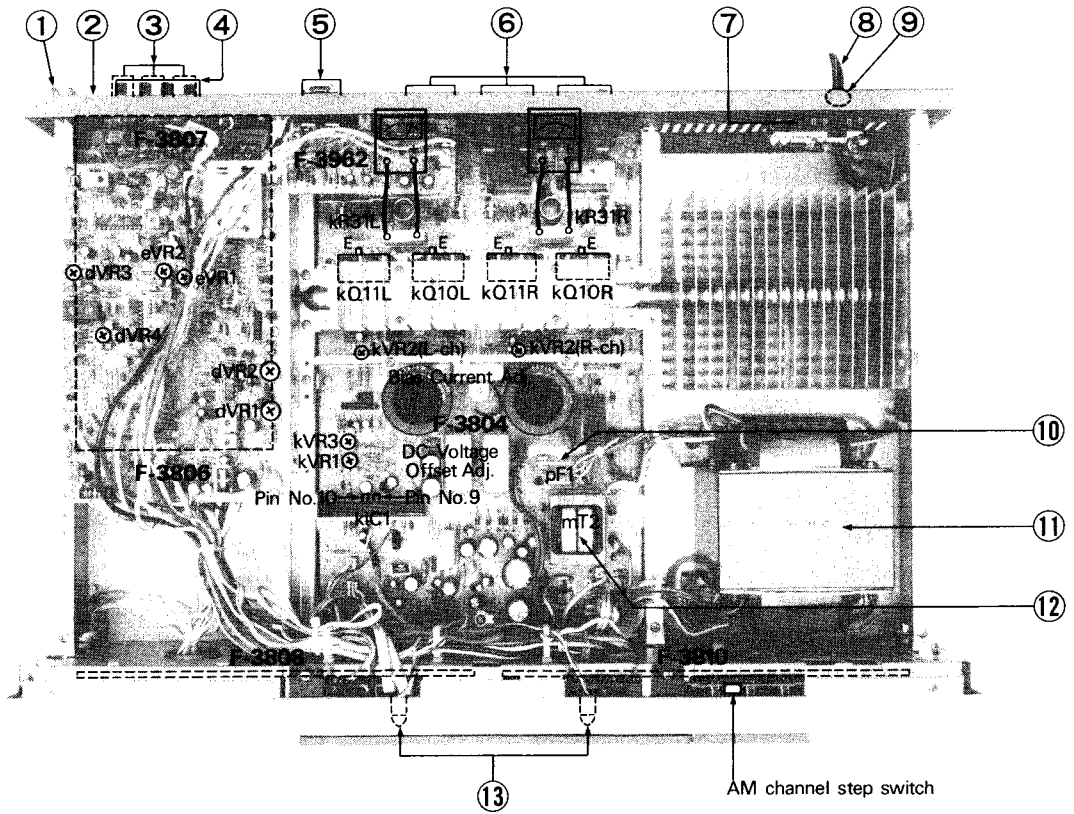 ① ② ③ ④ ⑤ ⑥ ⑦ ⑧ ⑨
F-3807
F-3962
kR31L
kR31R
E E E E
kQ11L kQ10L kQ11R kQ10R
eVR2
dVR3
eVR1
dVR4
kVR2(L-ch)
kVR2(R-ch)
dVR2
Bias Current Adj.
dVR1
F-3804
kVR3
DC-Voltage
kVR1
Offset Adj.
⑩
pF1
F-3806
Pin No.10
Pin No.9
kIC1
mT2
⑪
⑫
F-3808
F-3810
⑬
AM channel step switch